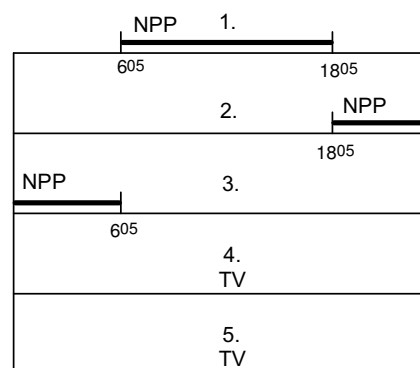 NPP 1.
6⁰⁵ 18⁰⁵
2. NPP
18⁰⁵
NPP 3.
6⁰⁵
4.
TV
5.
TV